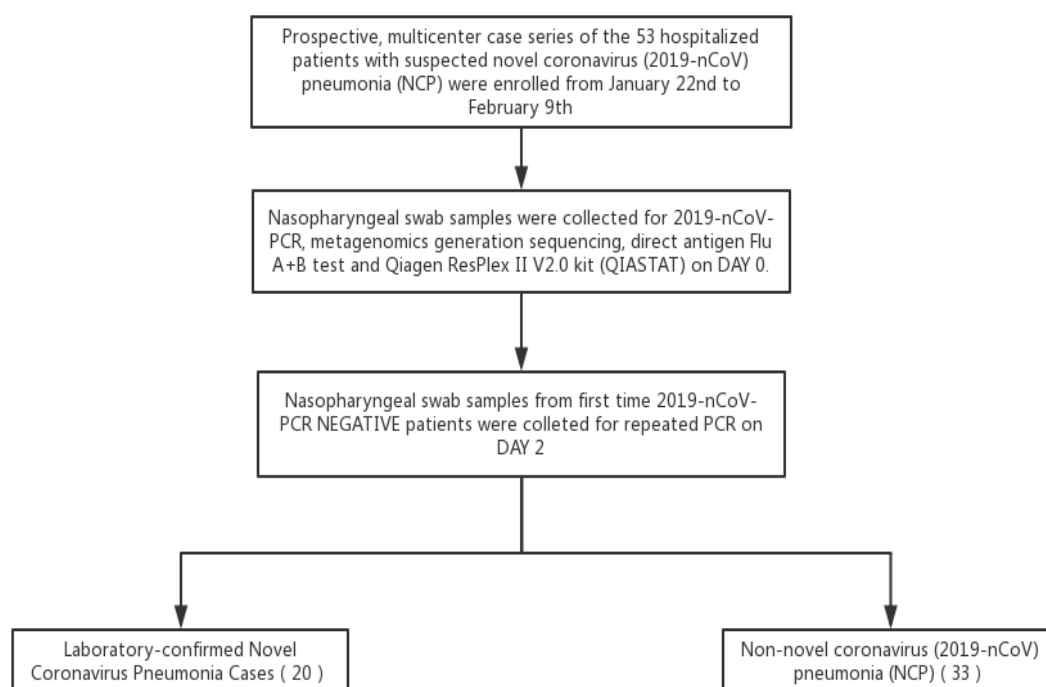 Prospective, multicenter case series of the 53 hospitalized
patients with suspected novel coronavirus (2019-nCoV)
pneumonia (NCP) were enrolled from January 22nd to
February 9th
Nasopharyngeal swab samples were collected for 2019-nCoV-
PCR, metagenomics generation sequencing, direct antigen Flu
A+B test and Qiagen ResPlex II V2.0 kit (QIASTAT) on DAY 0.
Nasopharyngeal swab samples from first time 2019-nCoV-
PCR NEGATIVE patients were colleted for repeated PCR on
DAY 2
Laboratory-confirmed Novel
Coronavirus Pneumonia Cases ( 20 )
Non-novel coronavirus (2019-nCoV)
pneumonia (NCP) ( 33 )